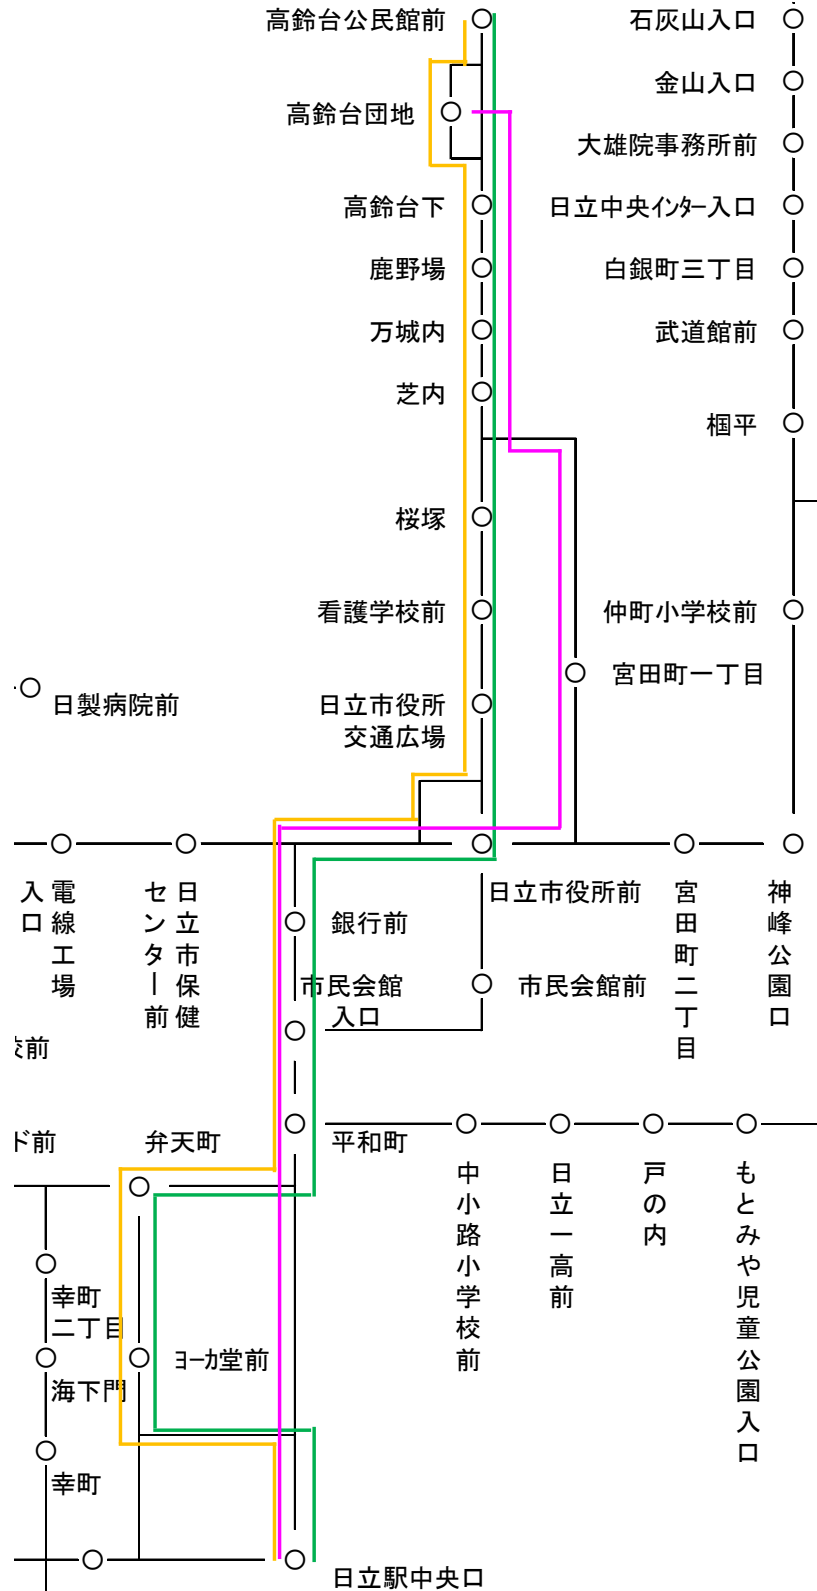 高鈴台公民館前
石灰山入口
金山入口
高鈴台団地
大雄院事務所前
高鈴台下
日立中央インター入口
鹿野場
白銀町三丁目
万城内
武道館前
芝内
桐平
桜塚
看護学校前
仲町小学校前
宮田町一丁目
日製病院前
日立市役所
交通広場
電線工場
入口
日立市保健
センター前
日立市役所前
宮田町二丁目
神峰公園口
銀行前
市民会館
入口
市民会館前
校前
ド前
弁天町
平和町
中小路小学校前
日立一高前
戸の内
もとみや児童公園入口
幸町
二丁目
ヨーカ堂前
海下門
幸町
日立駅中央口